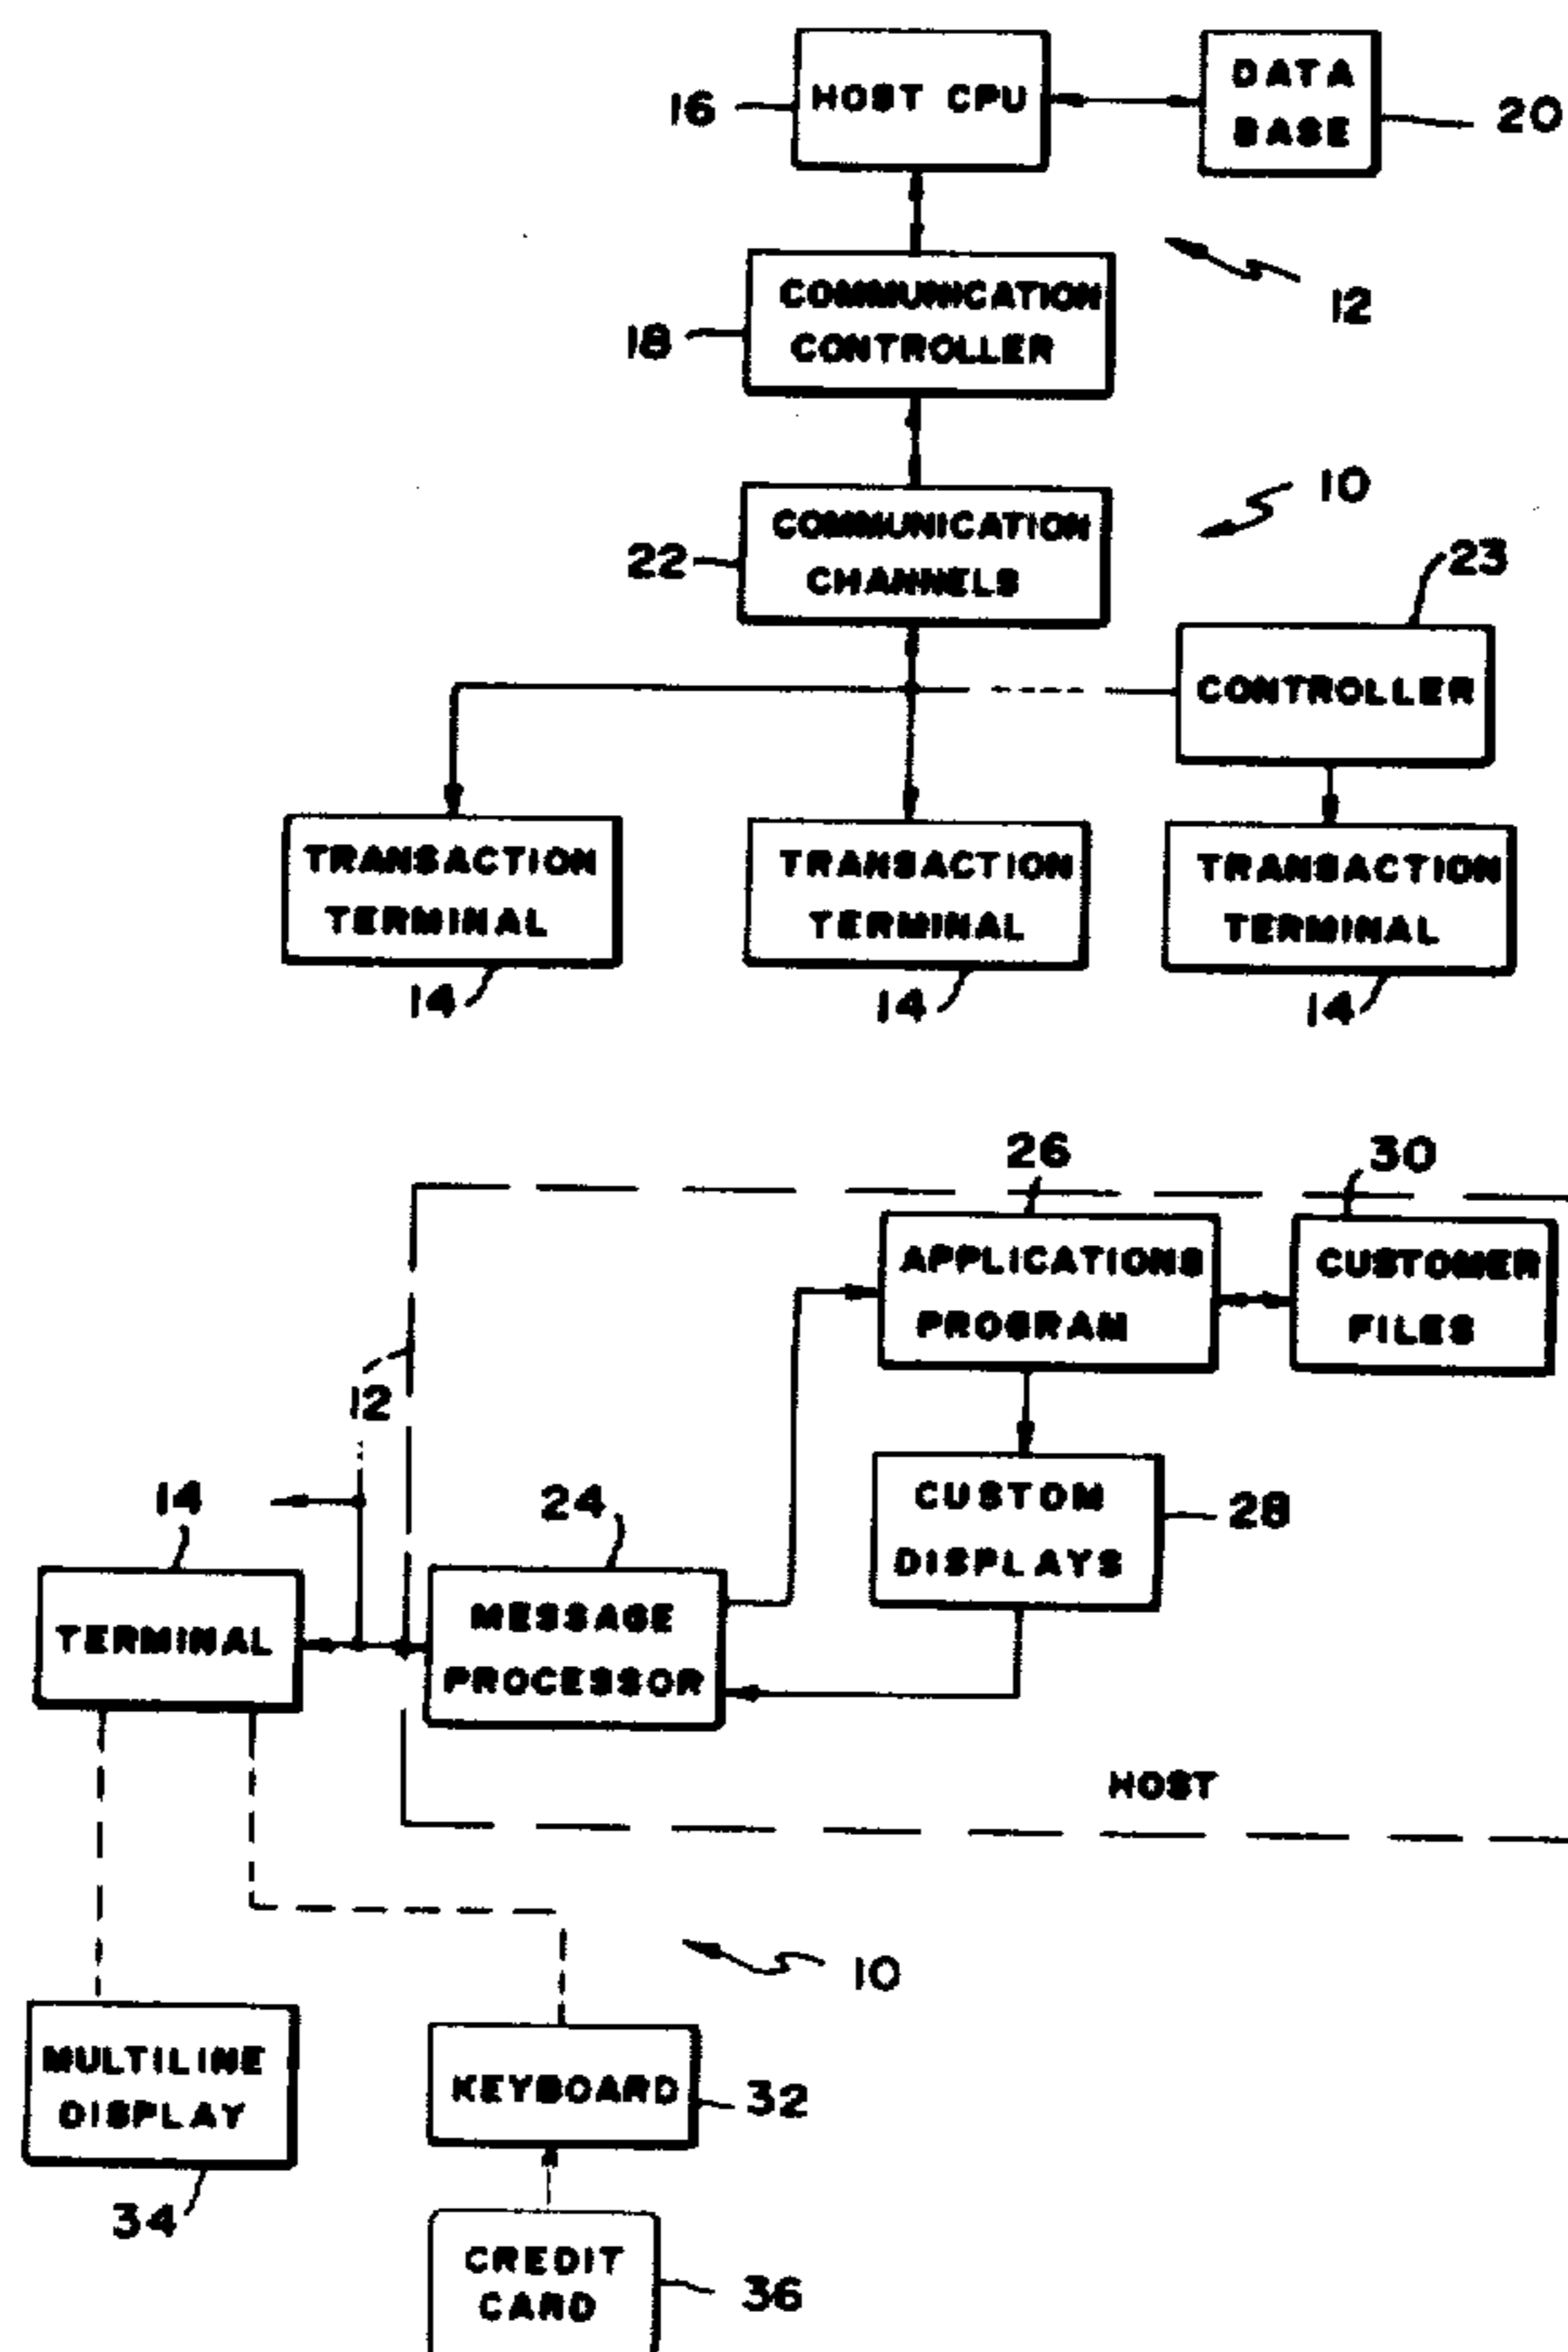 HOST CPU
DATA
BASE
16
20
COMMUNICATION
CONTROLLER
18
12
COMMUNICATION
CHANNELS
22
10
23
CONTROLLER
TRANSACTION
TERMINAL
TRANSACTION
TERMINAL
TRANSACTION
TERMINAL
14
14
14
26
30
APPLICATIONS
PROGRAM
CUSTOMER
FILES
12
CUSTOM
DISPLAYS
28
14
24
TERMINAL
MESSAGE
PROCESSOR
HOST
10
MULTILINE
DISPLAY
KEYBOARD
32
34
CREDIT
CARD
36